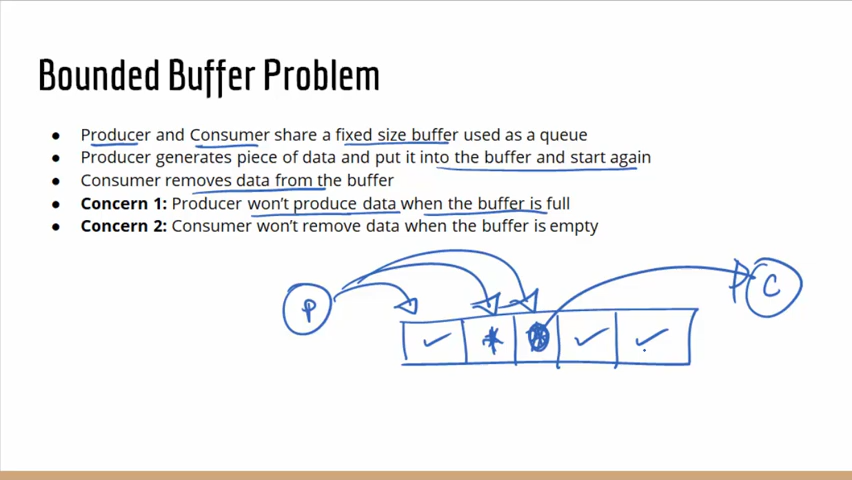 Bounded Buffer Problem
● Producer and Consumer share a fixed size buffer used as a queue
● Producer generates piece of data and put it into the buffer and start again
● Consumer removes data from the buffer
● Concern 1: Producer won't produce data when the buffer is full
● Concern 2: Consumer won't remove data when the buffer is empty
P
C